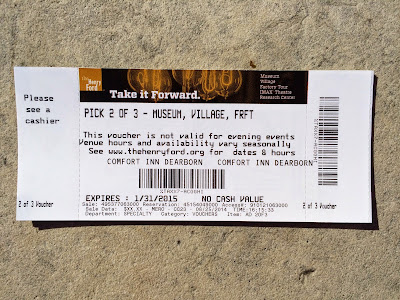 Please
see a
cashier
2 of 3 Voucher
The Henry
Ford
Take it Forward.
Museum
Village
Factory Tour
IMAX Theatre
Research Center
PICK 2 OF 3 - MUSEUM, VILLAGE, FRFT
This voucher is not valid for evening events
Venue hours and availability vary seasonally
See www.thehenryford.org for dates & hours
COMFORT INN DEARBORN COMFORT INN DEARBORN
EXPIRES : 1/31/2015 NO CASH VALUE
Department: SPECIALTY Category: VOUCHERS Item: AD 2OF3
2 of 3 Voucher